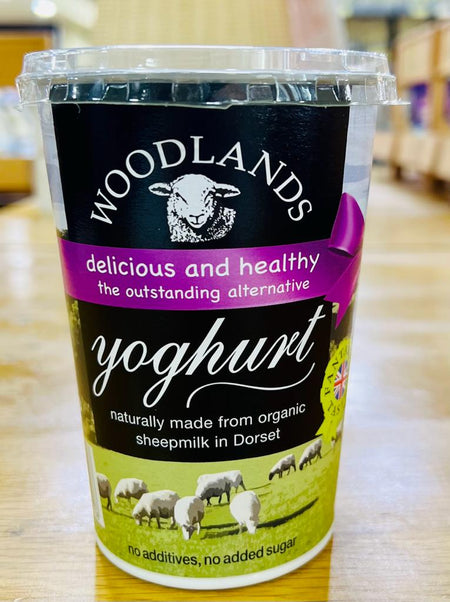 WOODLANDS
delicious and healthy
the outstanding alternative
yoghurt
naturally made from organic
sheepmilk in Dorset
no additives, no added sugar